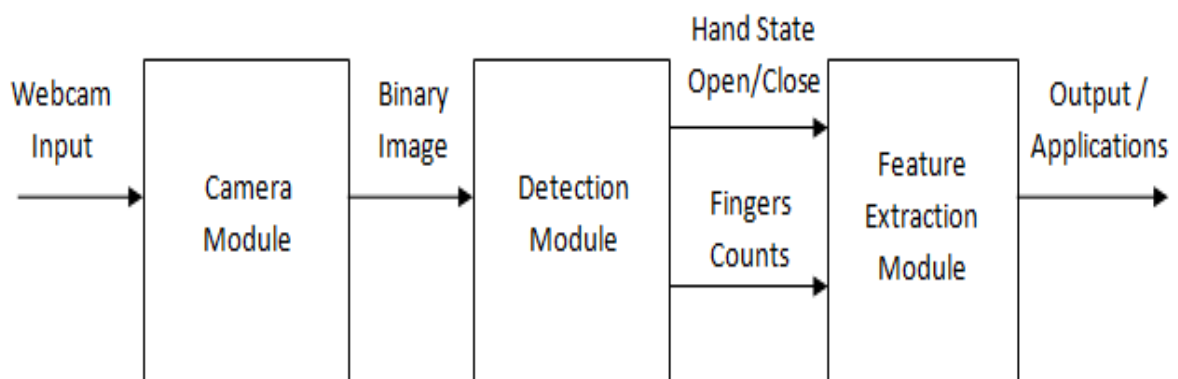 Webcam
Input
Camera
Module
Binary
Image
Detection
Module
Hand State
Open/Close
Fingers
Counts
Feature
Extraction
Module
Output /
Applications